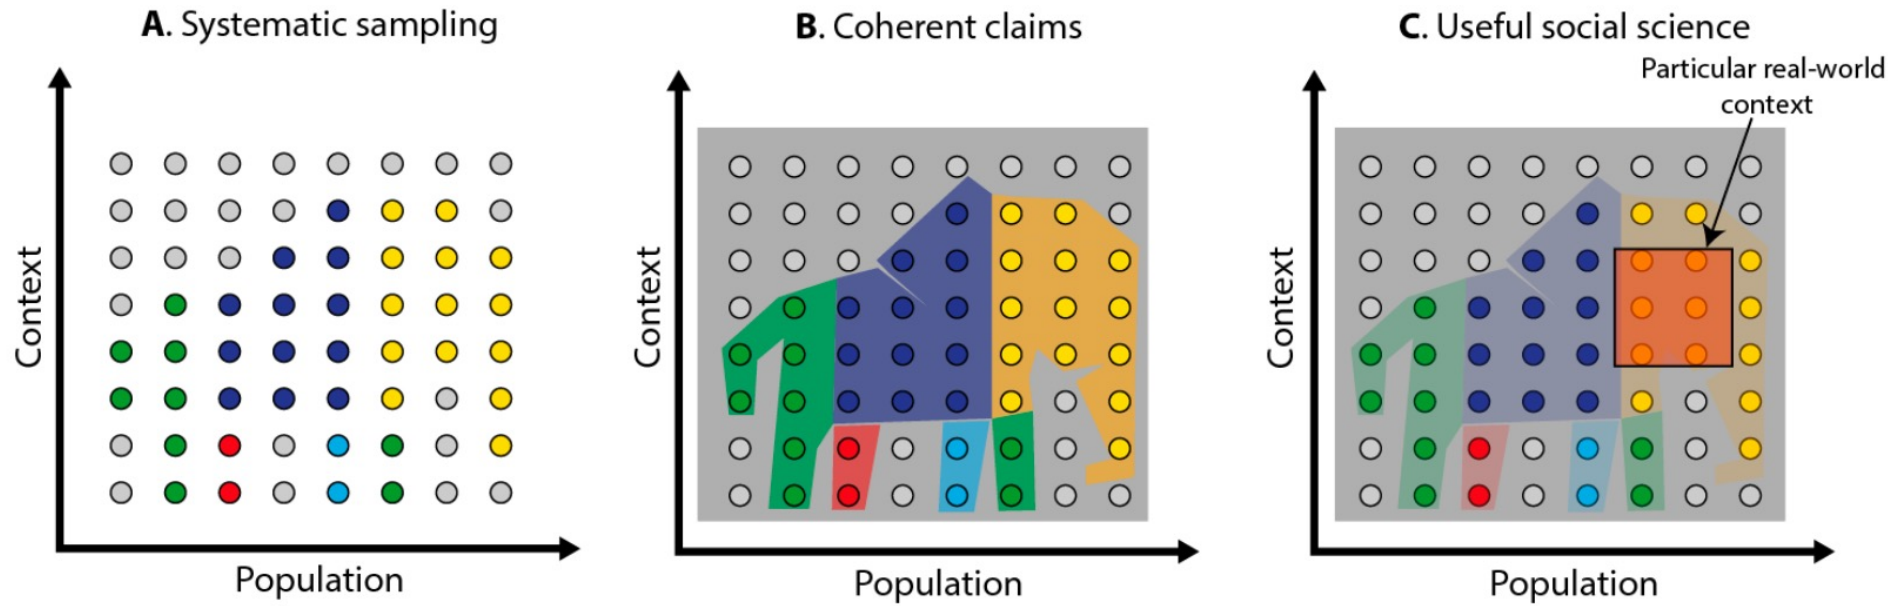 A. Systematic sampling
Context
Population
B. Coherent claims
Context
Population
C. Useful social science
Particular real-world
context
Context
Population